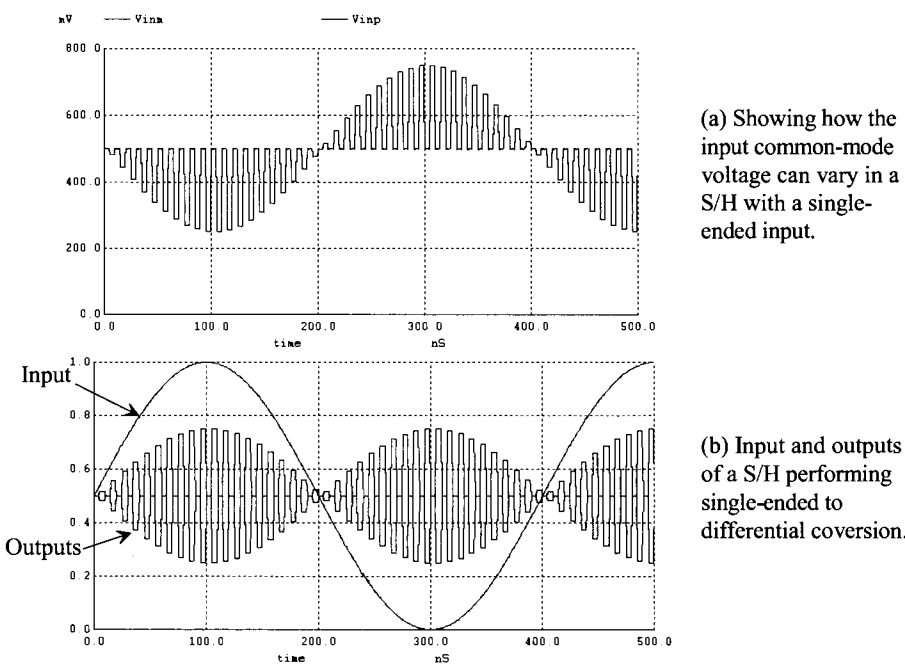 mV Vinm Vinp
800 0
600.0
400.0
200 0
0.0
0.0 100.0 200.0 300 0 400.0 500.0
time nS
(a) Showing how the
input common-mode
voltage can vary in a
S/H with a single-
ended input.
1.0
Input
0.8
0.6
0.4
Outputs
0.2
0.0
0.0 100.0 200.0 300.0 400.0 500.0
time nS
(b) Input and outputs
of a S/H performing
single-ended to
differential coversion.